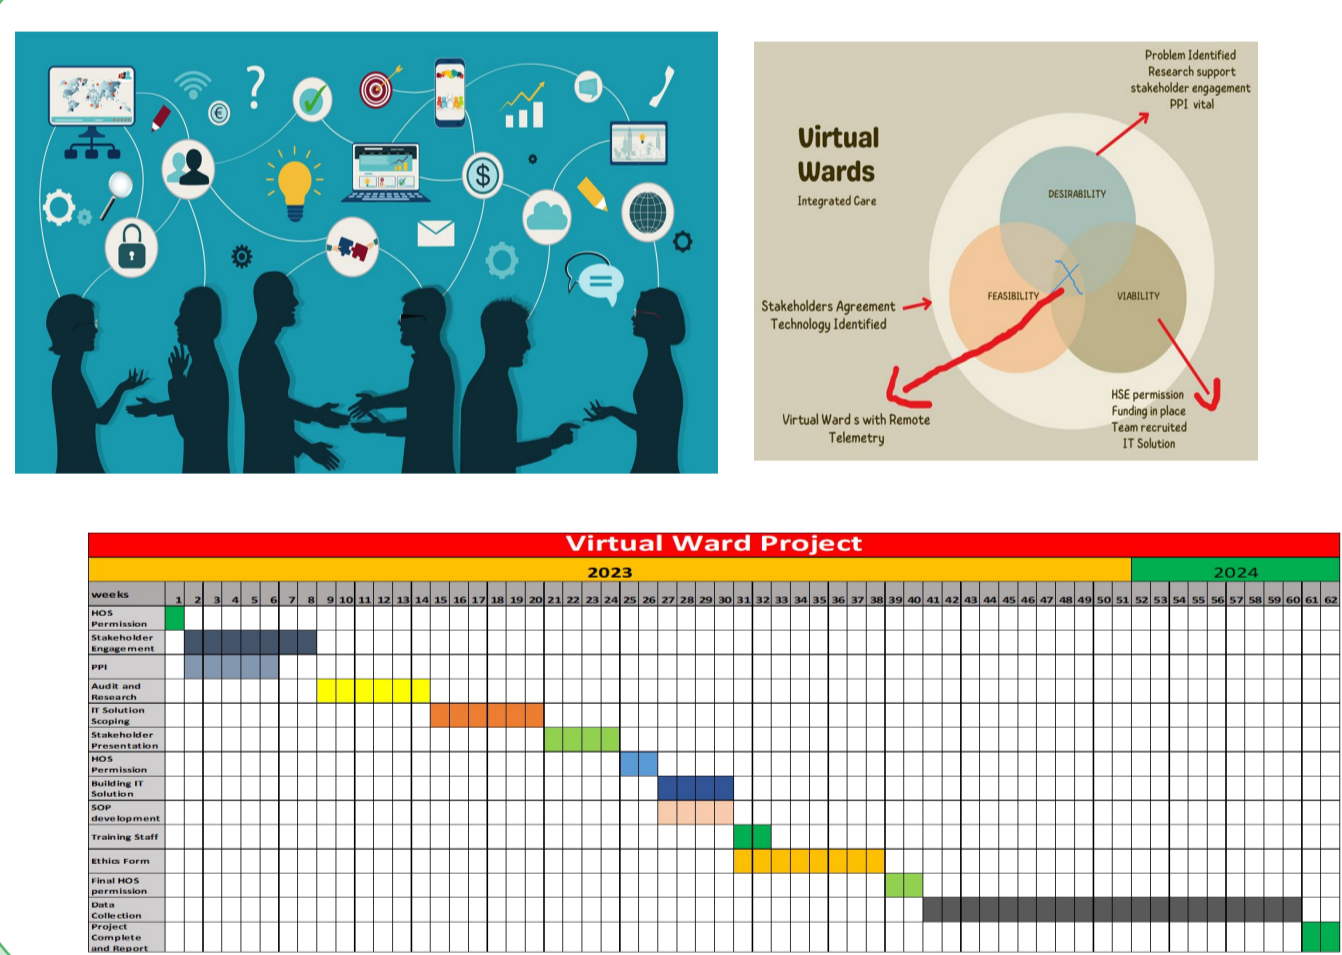 ?
€
$
Virtual
Wards
Integrated Care
Problem Identified
Research support
stakeholder engagement
PPI vital
DESIRABILITY
FEASIBILITY
VIABILITY
Stakeholders Agreement
Technology Identified
Virtual Ward s with Remote
Telemetry
HSE permission
Funding in place
Team recruited
IT Solution
Virtual Ward Project
2023 2024
weeks 1 2 3 4 5 6 7 8 9 10 11 12 13 14 15 16 17 18 19 20 21 22 23 24 25 26 27 28 29 30 31 32 33 34 35 36 37 38 39 40 41 42 43 44 45 46 47 48 49 50 51 52 53 54 55 56 57 58 59 60 61 62
HOS
Permission
Stakeholder
Engagement
PPI
Audit and
Research
IT Solution
Scoping
Stakeholder
Presentation
HOS
Permission
Building IT
Solution
SOP
development
Training Staff
Ethics Form
Final HOS
permission
Data
Collection
Project
Complete
and Report